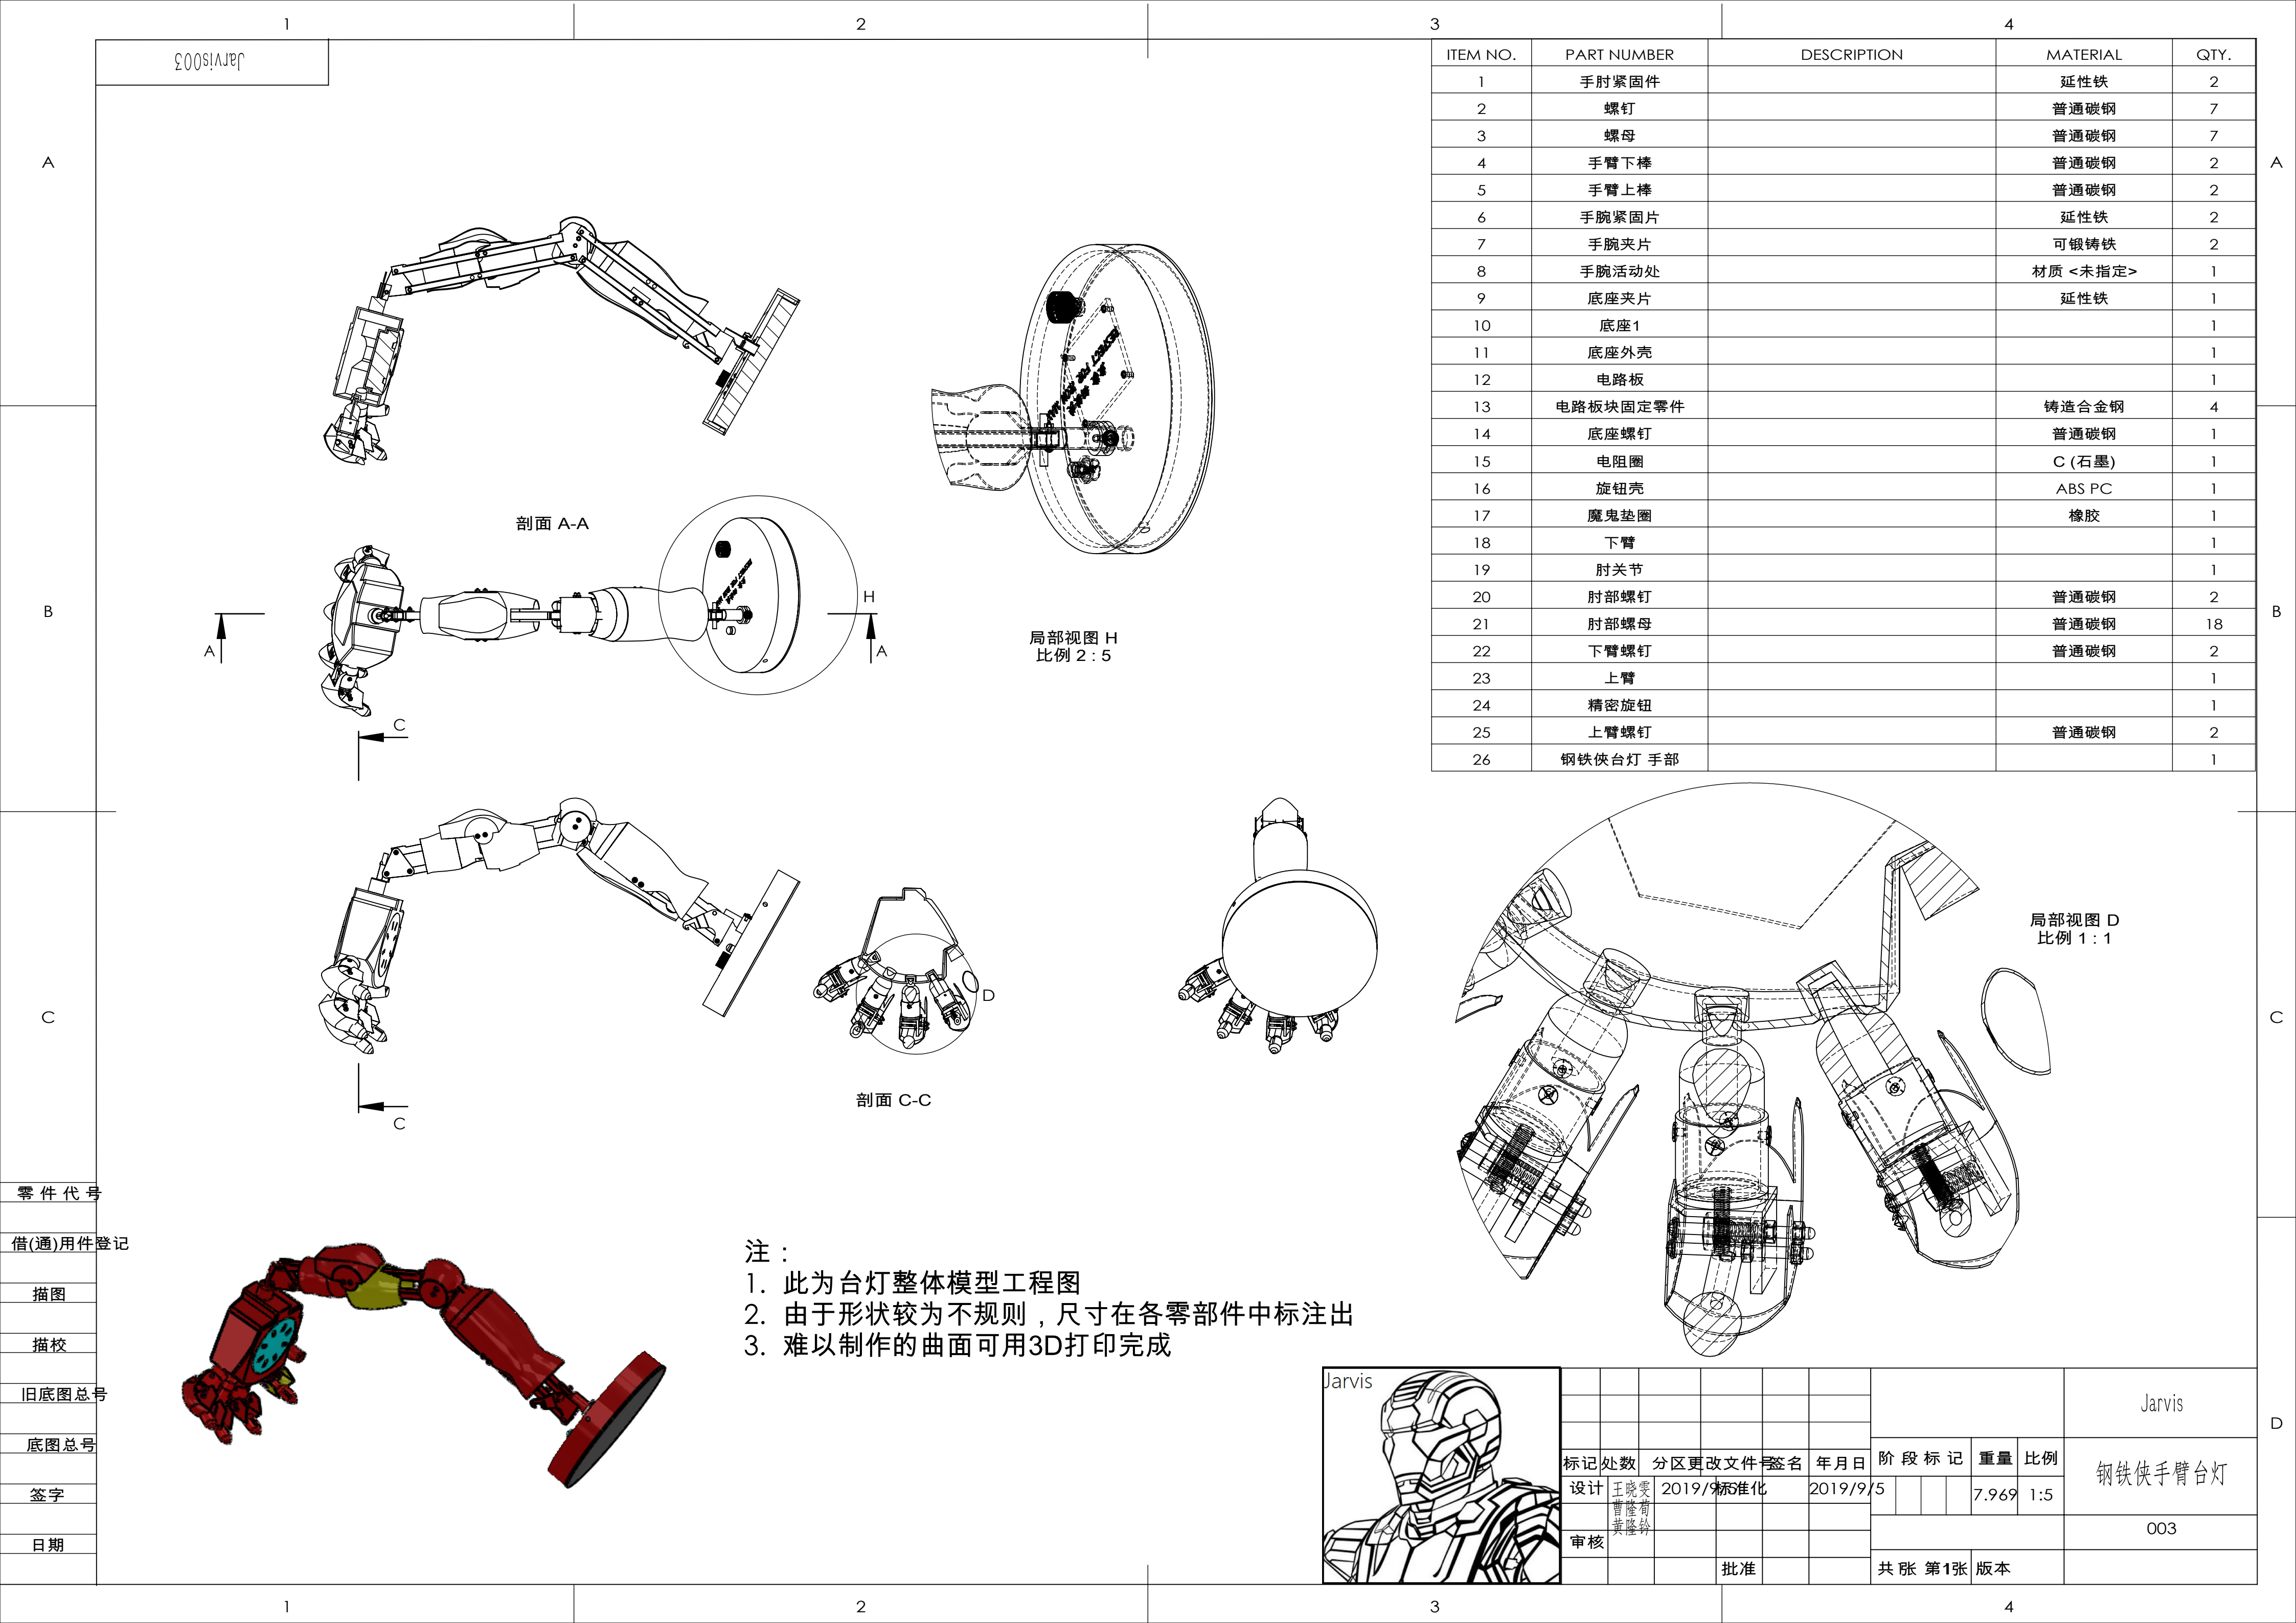 1 2 3 4
Jarvis003
ITEM NO. PART NUMBER DESCRIPTION MATERIAL QTY.
1 手肘紧固件 延性铁 2
2 螺钉 普通碳钢 7
3 螺母 普通碳钢 7
4 手臂下棒 普通碳钢 2
5 手臂上棒 普通碳钢 2
6 手腕紧固片 延性铁 2
7 手腕夹片 可锻铸铁 2
8 手腕活动处 材质 <未指定> 1
9 底座夹片 延性铁 1
10 底座1 1
11 底座外壳 1
12 电路板 1
13 电路板块固定零件 铸造合金钢 4
14 底座螺钉 普通碳钢 1
15 电阻圈 C (石墨) 1
16 旋钮壳 ABS PC 1
17 魔鬼垫圈 橡胶 1
18 下臂 1
19 肘关节 1
20 肘部螺钉 普通碳钢 2
21 肘部螺母 普通碳钢 18
22 下臂螺钉 普通碳钢 2
23 上臂 1
24 精密旋钮 1
25 上臂螺钉 普通碳钢 2
26 钢铁俠台灯 手部 1
A A
剖面 A-A
H
B B
A A
局部视图 H
比例 2 : 5
C
局部视图 D
比例 1 : 1
D
C C
剖面 C-C
C
零 件 代 号
借(通)用件登记
描图
描校
旧底图总号
底图总号
签字
日期
注：
1. 此为台灯整体模型工程图
2. 由于形状较为不规则，尺寸在各零部件中标注出
3. 难以制作的曲面可用3D打印完成
Jarvis
Jarvis
D
标记 处数 分区 更改文件号 签名 年月日 阶 段 标 记 重量 比例
钢铁侠手臂台灯
设计 王晓雯 2019/9/5 标准化 2019/9/5
曹隆荀
黄隆钤
7.969 1:5
审核
003
批准 共 张 第1张 版本
1 2 3 4